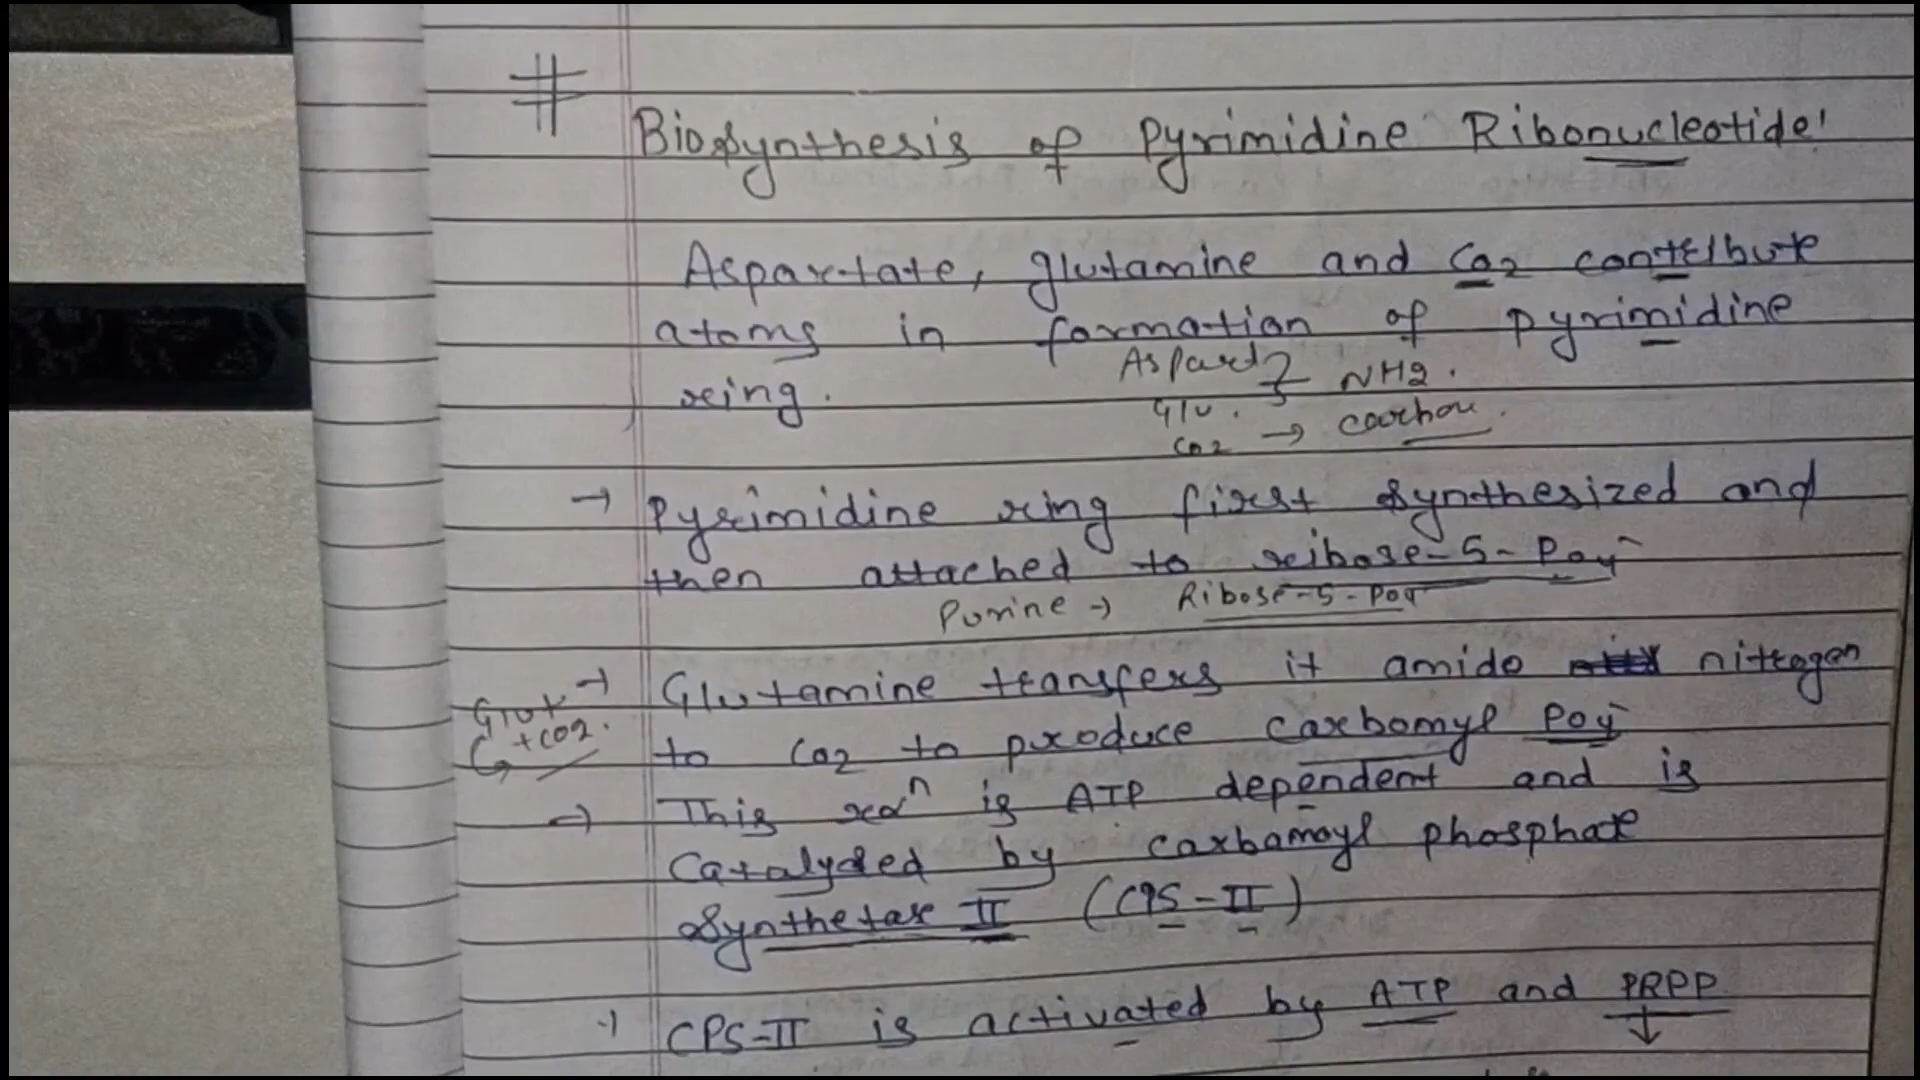 #
Biosynthesis of Pyrimidine Ribonucleotide
Aspartate, glutamine and CO2 contribute
atoms in formation of pyrimidine
ring.
Aspart NH2.
Glu.
CO2 → carbon.
→ Pyrimidine ring first synthesized and
then attached to ribose-5-PO4-
Purine → Ribose-5-PO4
→ Glutamine transfers it amido nitrogen
Glut
+CO2.
to CO2 to produce carbomyl PO4-
→ This rxn is ATP dependent and is
Catalysed by carbamoyl phosphate
Synthetase II (CPS-II)
→ CPS-II is activated by ATP and PRPP
↓